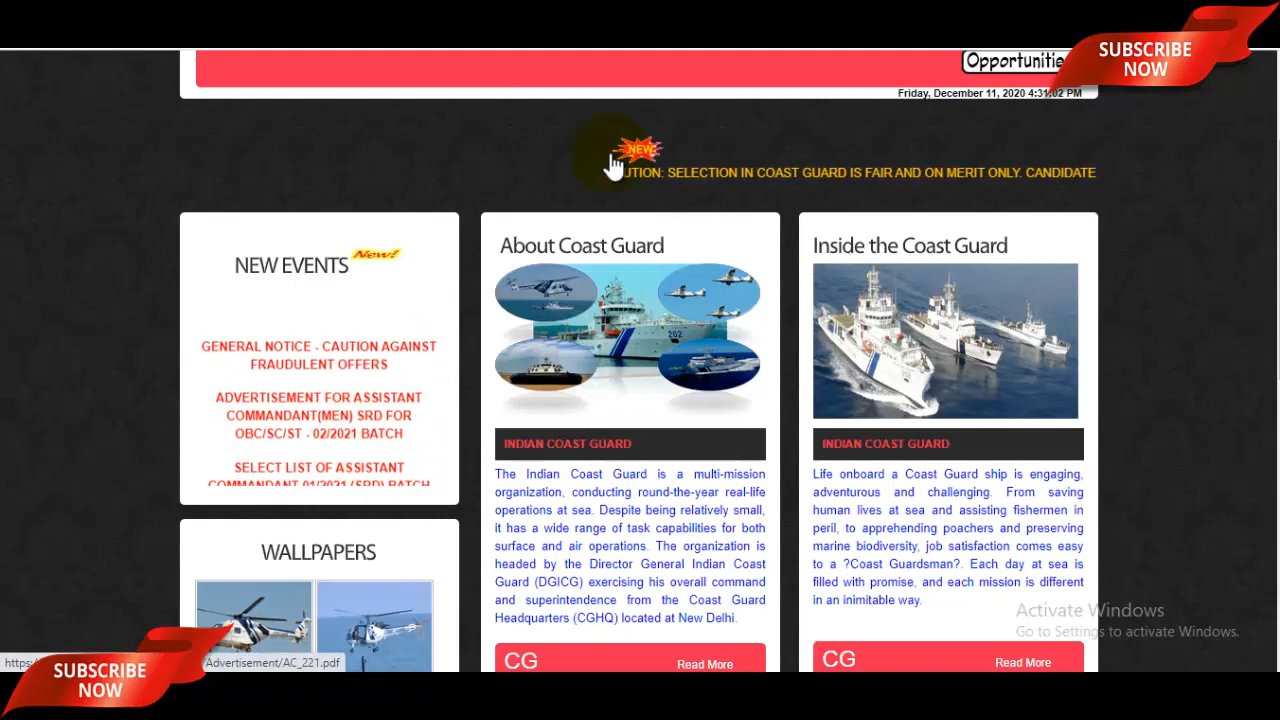 SUBSCRIBE
NOW
Friday, December 11, 2020 4:31:02 PM
NEW
SELECTION IN COAST GUARD IS FAIR AND ON MERIT ONLY. CANDIDATE
NEW EVENTS New!
GENERAL NOTICE - CAUTION AGAINST
FRAUDULENT OFFERS
ADVERTISEMENT FOR ASSISTANT
COMMANDANT(MEN) SRD FOR
OBC/SC/ST - 02/2021 BATCH
SELECT LIST OF ASSISTANT
COMMANDANT 01/2021 (SRD) BATCH
WALLPAPERS
About Coast Guard
202
INDIAN COAST GUARD
The Indian Coast Guard is a multi-mission
organization, conducting round-the-year real-life
operations at sea. Despite being relatively small,
it has a wide range of task capabilities for both
surface and air operations. The organization is
headed by the Director General Indian Coast
Guard (DGICG) exercising his overall command
and superintendence from the Coast Guard
Headquarters (CGHQ) located at New Delhi.
CG Read More
Inside the Coast Guard
INDIAN COAST GUARD
Life onboard a Coast Guard ship is engaging,
adventurous and challenging. From saving
human lives at sea and assisting fishermen in
peril, to apprehending poachers and preserving
marine biodiversity, job satisfaction comes easy
to a ?Coast Guardsman?. Each day at sea is
filled with promise, and each mission is different
in an inimitable way.
CG Read More
Activate Windows
Go to Settings to activate Windows.
/Advertisement/AC_221.pdf
SUBSCRIBE
NOW